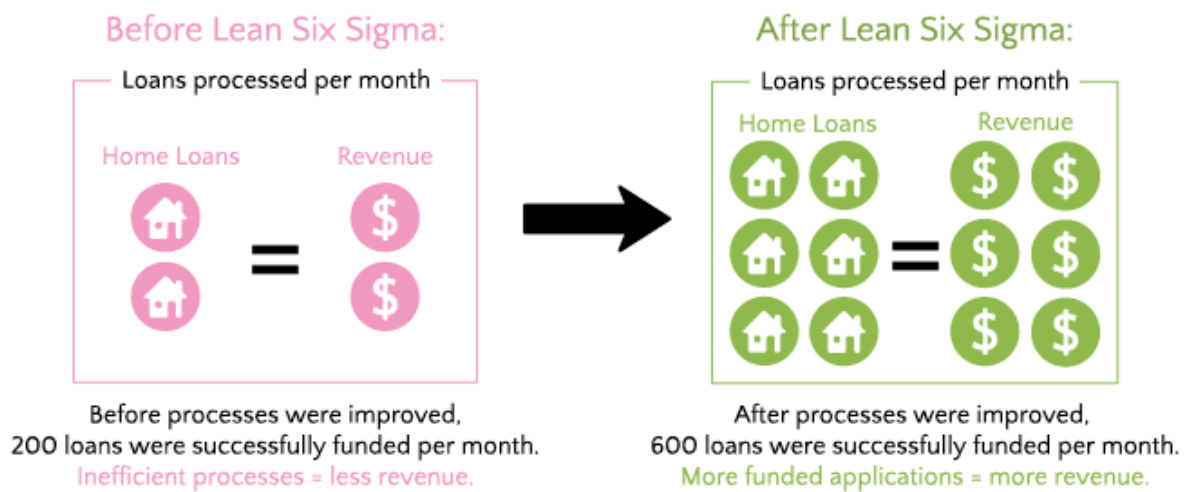 Before Lean Six Sigma:
Loans processed per month
Home Loans
Revenue
$
$
=
Before processes were improved,
200 loans were successfully funded per month.
Inefficient processes = less revenue.
After Lean Six Sigma:
Loans processed per month
Home Loans
Revenue
$ $
$ $
$ $
=
After processes were improved,
600 loans were successfully funded per month.
More funded applications = more revenue.